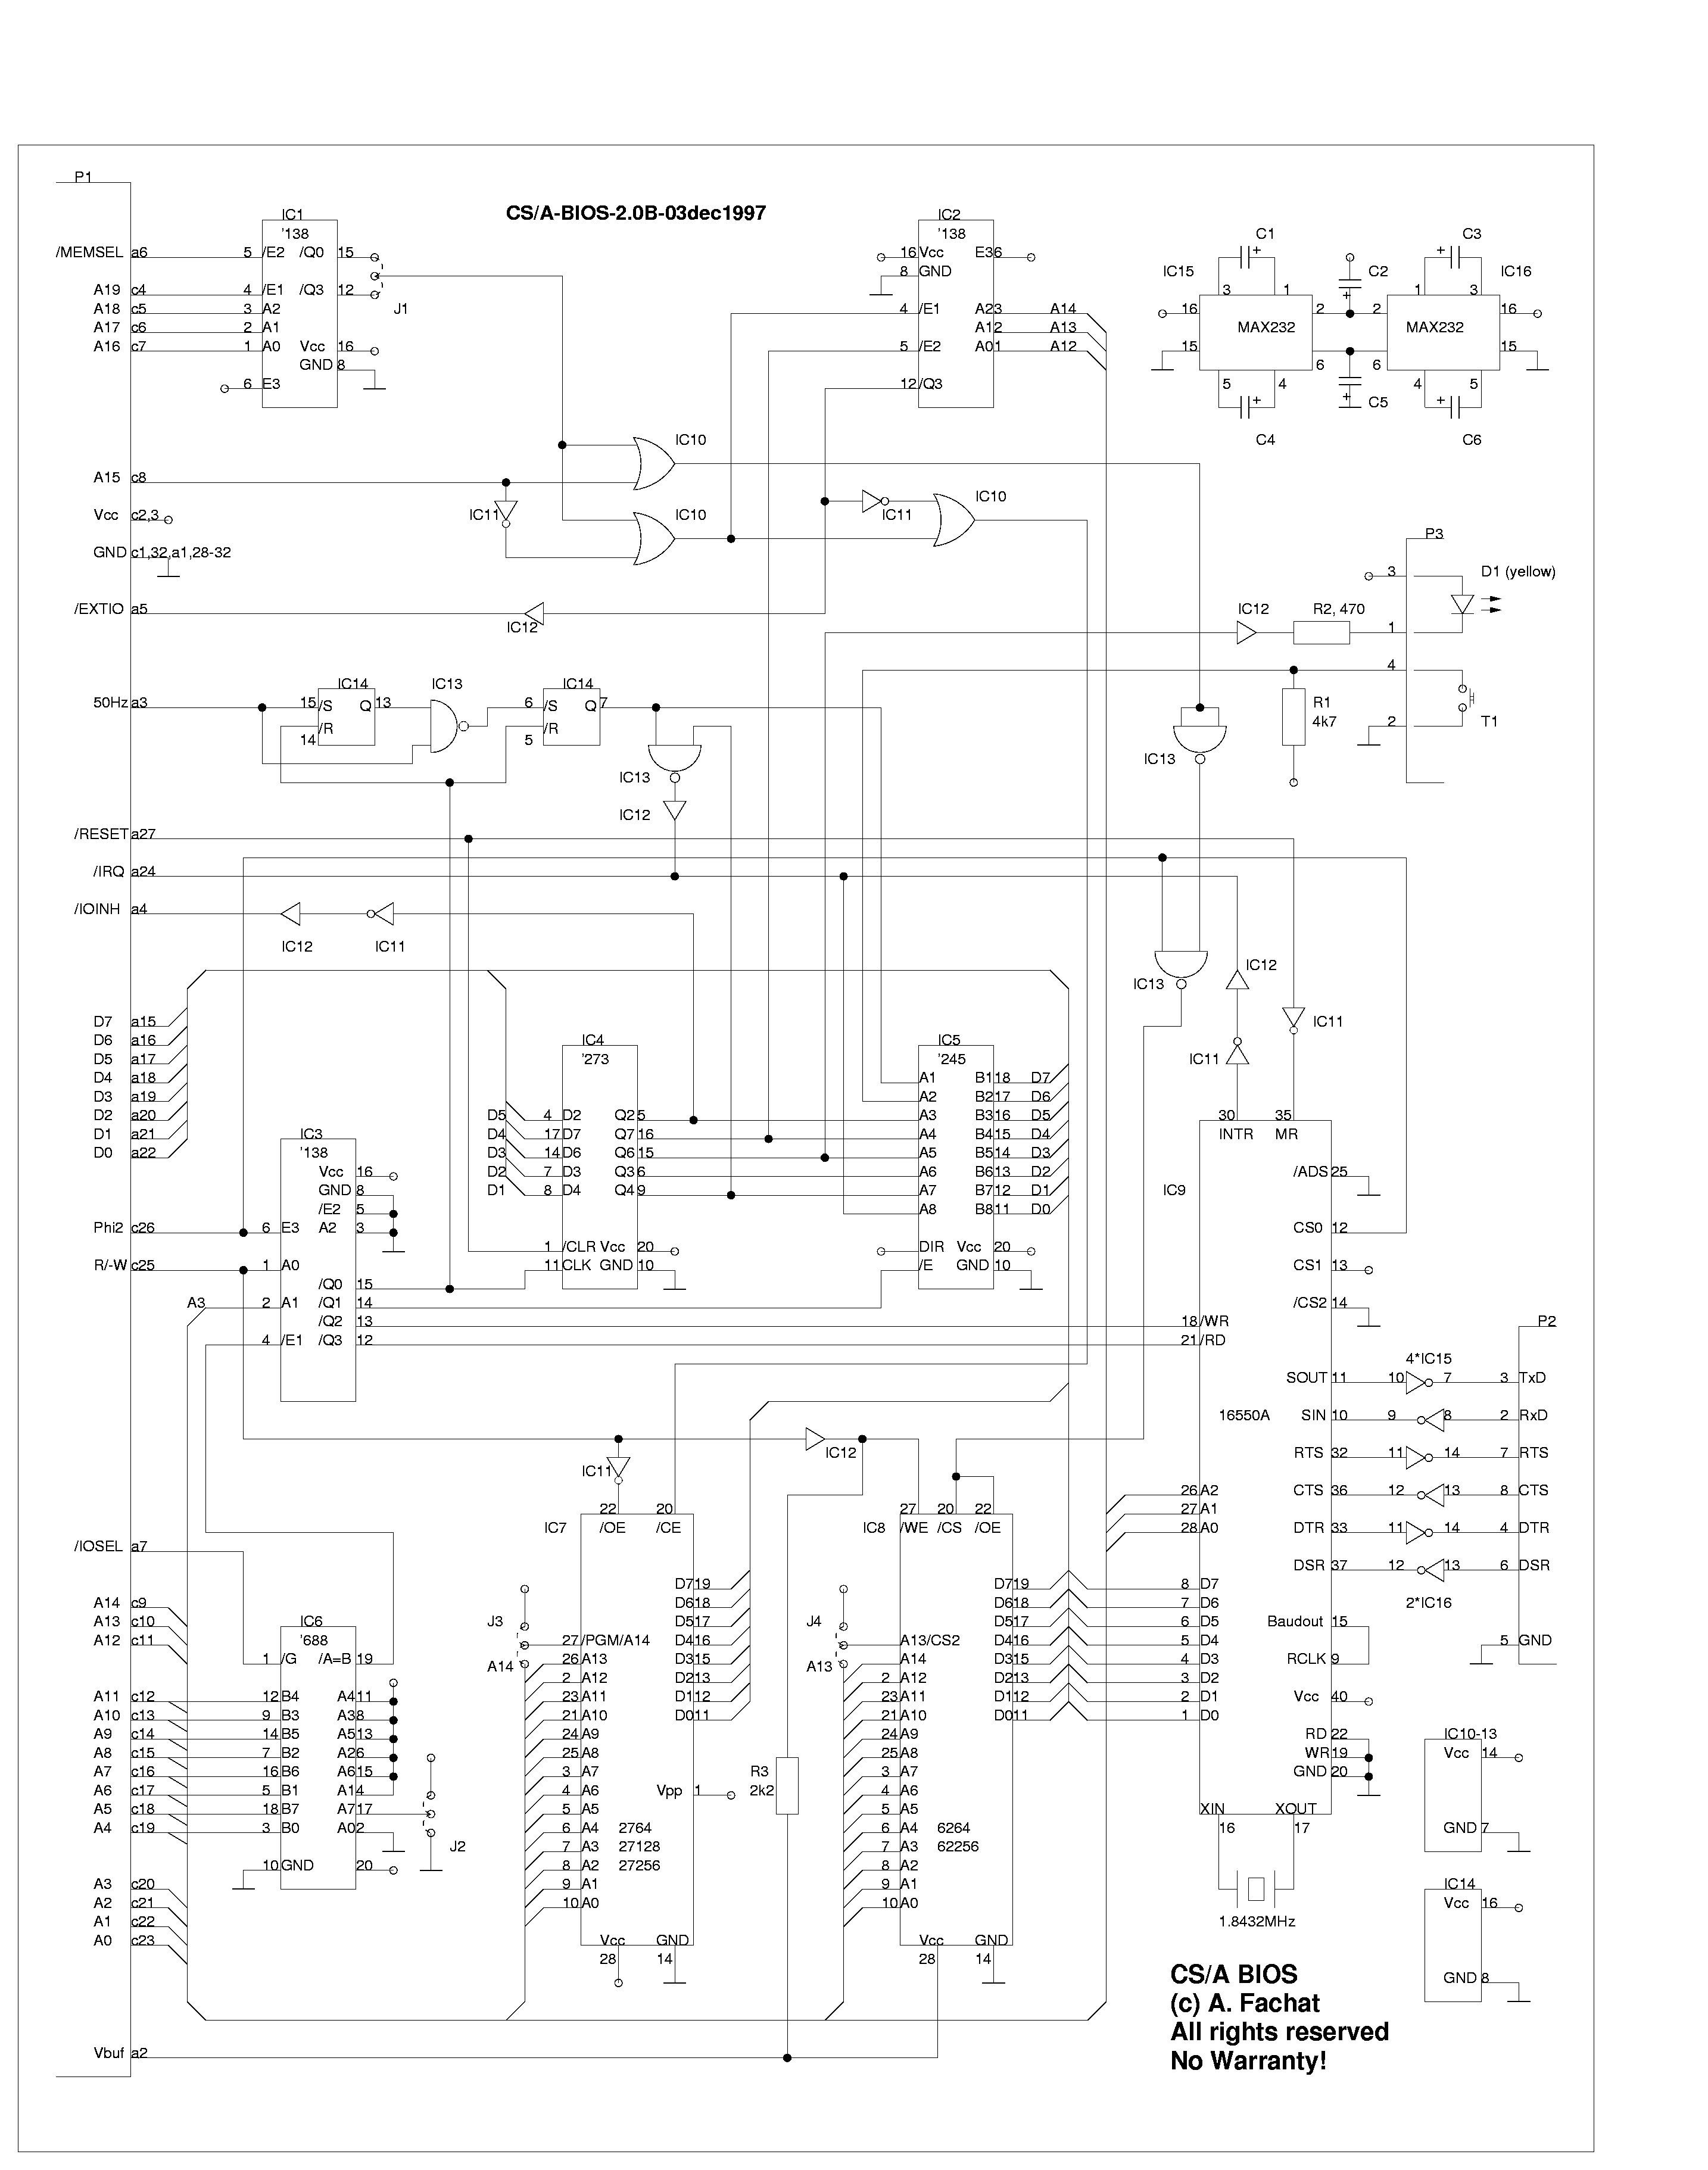 P1
CS/A-BIOS-2.0B-03dec1997
/MEMSEL a6
A19 c4
A18 c5
A17 c6
A16 c7
IC1
'138
5 /E2 /Q0 15
4 /E1 /Q3 12
3 A2
2 A1
1 A0 Vcc 16
GND 8
6 E3
J1
IC2
'138
16 Vcc E3 6
8 GND
4 /E1 A2 3 A14
A1 2 A13
5 /E2 A0 1 A12
12 /Q3
C1
C2
C3
IC15
IC16
3 1
1 3
16 MAX232 2
2 MAX232 16
15 6
6 15
5 4
4 5
C5
C4
C6
A15 c8
IC10
IC11
IC10
IC11
IC10
Vcc c2,3
GND c1,32,a1,28-32
/EXTIO a5
IC12
P3
3
D1 (yellow)
IC12
R2, 470
1
4
R1
4k7
2
T1
50Hz a3
IC14
15 /S Q 13
/R
14
IC13
IC14
6 /S Q 7
/R
5
IC13
IC12
IC13
/RESET a27
/IRQ a24
/IOINH a4
IC12
IC11
IC13
IC12
IC11
IC11
D7 a15
D6 a16
D5 a17
D4 a18
D3 a19
D2 a20
D1 a21
D0 a22
IC4
'273
D5 4 D2 Q2 5
D4 17 D7 Q7 16
D3 14 D6 Q6 15
D2 7 D3 Q3 6
D1 8 D4 Q4 9
1 /CLR Vcc 20
11 CLK GND 10
IC5
'245
A1 B1 18 D7
A2 B2 17 D6
A3 B3 16 D5
A4 B4 15 D4
A5 B5 14 D3
A6 B6 13 D2
A7 B7 12 D1
A8 B8 11 D0
DIR Vcc 20
/E GND 10
IC3
'138
Vcc 16
GND 8
/E2 5
6 E3 A2 3
1 A0
/Q0 15
2 A1 /Q1 14
/Q2 13
4 /E1 /Q3 12
A3
Phi2 c26
R/-W c25
IC9
30 35
INTR MR
/ADS 25
CS0 12
CS1 13
/CS2 14
18 /WR
21 /RD
SOUT 11
16550A SIN 10
RTS 32
26 A2 CTS 36
27 A1
28 A0 DTR 33
DSR 37
8 D7
7 D6
6 D5 Baudout 15
5 D4
4 D3 RCLK 9
3 D2
2 D1 Vcc 40
1 D0
RD 22
WR 19
GND 20
XIN XOUT
16 17
1.8432MHz
P2
4*IC15
10 7 3 TxD
9 8 2 RxD
11 14 7 RTS
12 13 8 CTS
11 14 4 DTR
12 13 6 DSR
2*IC16
5 GND
IC12
IC11
/IOSEL a7
A14 c9
A13 c10
A12 c11
A11 c12
A10 c13
A9 c14
A8 c15
A7 c16
A6 c17
A5 c18
A4 c19
A3 c20
A2 c21
A1 c22
A0 c23
IC6
'688
1 /G /A=B 19
12 B4 A4 11
9 B3 A3 8
14 B5 A5 13
7 B2 A2 6
16 B6 A6 15
5 B1 A1 4
18 B7 A7 17
3 B0 A0 2
10 GND 20
J2
IC7
22 20
/OE /CE
J3
A14
D7 19
D6 18
D5 17
27 /PGM/A14 D4 16
26 A13 D3 15
2 A12 D2 13
23 A11 D1 12
21 A10 D0 11
24 A9
25 A8
3 A7
4 A6 Vpp 1
5 A5
6 A4 2764
7 A3 27128
8 A2 27256
9 A1
10 A0
Vcc GND
28 14
R3
2k2
IC8
27 20 22
/WE /CS /OE
J4
A13
D7 19
D6 18
D5 17
A13/CS2 D4 16
A14 D3 15
2 A12 D2 13
23 A11 D1 12
21 A10 D0 11
24 A9
25 A8
3 A7
4 A6
5 A5
6 A4 6264
7 A3 62256
8 A2
9 A1
10 A0
Vcc GND
28 14
IC10-13
Vcc 14
GND 7
IC14
Vcc 16
GND 8
Vbuf a2
CS/A BIOS
(c) A. Fachat
All rights reserved
No Warranty!